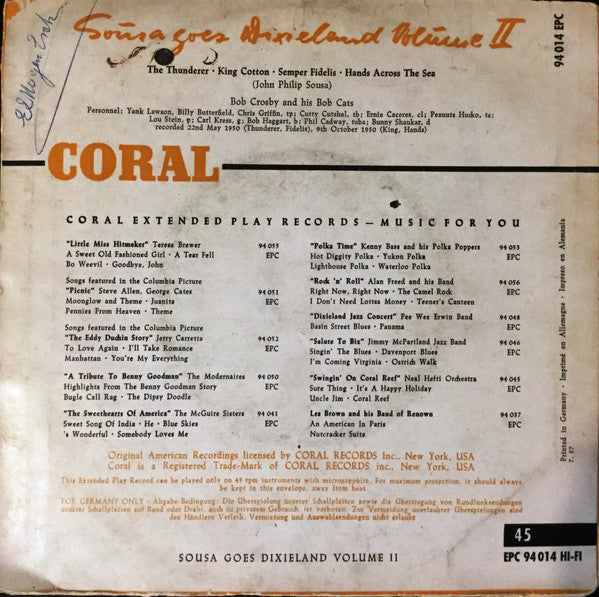 Sousa goes Dixieland Volume II
94 014 EPC
The Thunderer · King Cotton · Semper Fidelis · Hands Across The Sea
(John Philip Sousa)
Bob Crosby and his Bob Cats
Personnel: Yank Lawson, Billy Butterfield, Chris Griffin, tp; Cutty Cutshal, sb; Ernie Caceres, cl; Peanuts Hucko, ts;
Lou Stein, p; Carl Kress, g; Bob Haggart, b; Phil Cadway, tuba; Bunny Shaukar, d
recorded 22nd May 1950 (Thunderer, Fidelis), 9th October 1950 (King, Hands)
CORAL
CORAL EXTENDED PLAY RECORDS — MUSIC FOR YOU
"Little Miss Hitmaker" Teresa Brewer 94 055
A Sweet Old Fashioned Girl · A Tear Fell EPC
Bo Weevil · Goodbye, John
Songs featured in the Columbia Picture
"Picnic" Steve Allen, George Cates 94 051
Moonglow and Theme · Juanita EPC
Pennies From Heaven · Theme
Songs featured in the Columbia Picture
"The Eddy Duchin Story" Jerry Carretta 94 052
To Love Again · I'll Take Romance EPC
Manhattan · You're My Everything
"A Tribute To Benny Goodman" The Modernaires 94 050
Highlights From The Benny Goodman Story EPC
Bugle Call Rag · The Dipsy Doodle
"The Sweethearts Of America" The McGuire Sisters 94 041
Sweet Song Of India · He · Blue Skies EPC
's Wonderful · Somebody Loves Me
"Polka Time" Kenny Bass and his Polka Poppers 94 053
Hot Diggity Polka · Yukon Polka EPC
Lighthouse Polka · Waterloo Polka
"Rock 'n' Roll" Alan Freed and his Band 94 056
Right Now, Right Now · The Camel Rock EPC
I Don't Need Lottsa Money · Teener's Canteen
"Dixieland Jazz Concert" Pee Wee Erwin Band 94 048
Basin Street Blues · Panama EPC
"Salute To Bix" Jimmy McPartland Jazz Band 94 046
Singin' The Blues · Davenport Blues EPC
I'm Coming Virginia · Ostrich Walk
"Swingin' On Coral Reef" Neal Hefti Orchestra 94 045
Sure Thing · It's A Happy Holiday EPC
Uncle Jim · Coral Reef
Les Brown and his Band of Renown 94 037
An American In Paris EPC
Nutcracker Suite
Printed in Germany · Imprimé en Allemagne · Impreso en Alemania
7. 57
Original American Recordings licensed by CORAL RECORDS Inc., New York, USA
Coral is a Registered Trade-Mark of CORAL RECORDS inc., New York, USA
This Extended Play Record can be played only on 45 rpm instruments with microsapphire. For maximum protection, it should always
be kept in this envelope, away from heat
FOR GERMANY ONLY - Abgabe-Bedingung: Die Überspielung unserer Schallplatten sowie die Übertragung von Rundfunksendungen
unserer Schallplatten auf Band oder Draht, auch zu privatem Gebrauch, ist verboten. Zur Vermeidung unerlaubter Überspielungen sind
den Händlern Verleih, Vermietung und Auswahlsendungen nicht erlaubt
45
EPC 94 014 HI-FI
SOUSA GOES DIXIELAND VOLUME II